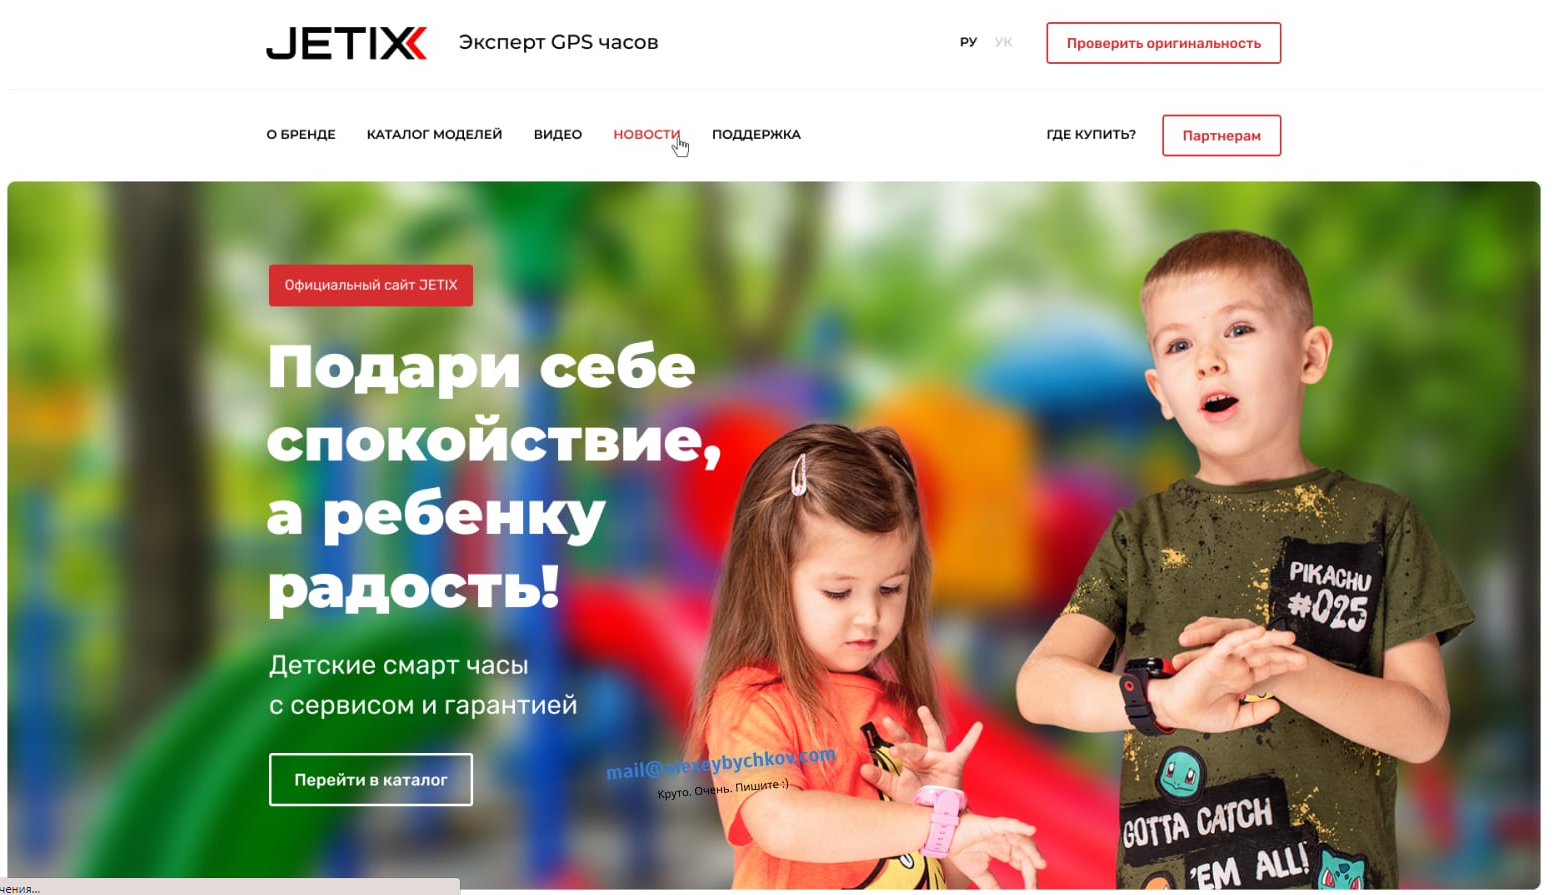 JETIX
Эксперт GPS часов
РУ УК
Проверить оригинальность
О БРЕНДЕ КАТАЛОГ МОДЕЛЕЙ ВИДЕО НОВОСТИ ПОДДЕРЖКА
ГДЕ КУПИТЬ?
Партнерам
Официальный сайт JETIX
Подари себе
спокойствие,
а ребенку
радость!
Детские смарт часы
с сервисом и гарантией
Перейти в каталог
mail@alexeybychkov.com
Круто. Очень. Пишите :)
PIKACHU
#025
GOTTA CATCH
'EM ALL!
чения...